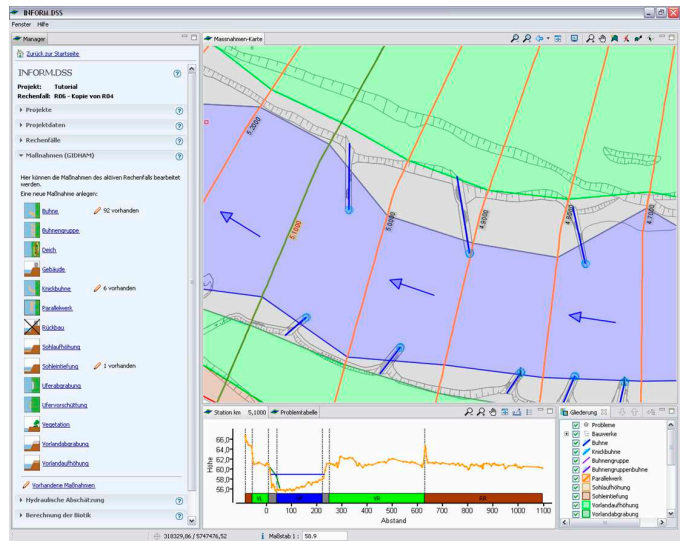 INFORM.DSS
Fenster Hilfe
Manager
Zurück zur Startseite
INFORM.DSS
Projekt: Tutorial
Rechenfall: R06 - Kopie von R04
Projekte
Projektdaten
Rechenfälle
Maßnahmen (GIDHAM)
Hier können die Maßnahmen des aktiven Rechenfalls bearbeitet
werden.
Eine neue Maßnahme anlegen:
Buhne 92 vorhanden
Buhnengruppe
Deich
Gebäude
Knickbuhne 6 vorhanden
Parallelwerk
Rückbau
Sohlaufhöhung
Sohleintiefung 1 vorhanden
Uferabgrabung
Ufervorschüttung
Vegetation
Vorlandabgrabung
Vorlandaufhöhung
Vorhandene Maßnahmen
Hydraulische Abschätzung
Berechnung der Biotik
Massnahmen-Karte
5,2000
5,1000
5,0000
4,9000
4,8000
4,7000
Station km 5,1000 Problemtabelle
Höhe
66,0
64,0
62,0
60,0
58,0
56,0
VL
VR
0 100 200 300 400 500 600 700 800 900 1000 1100
Abstand
Gliederung
Probleme
Bauwerke
Buhne
Knickbuhne
Buhnengruppe
Buhnengruppenbuhne
Parallelwerk
Sohlaufhöhung
Sohleintiefung
Vorlandaufhöhung
Vorlandabgrabung
318329,86 / 5747476,52 Maßstab 1 : 58.9